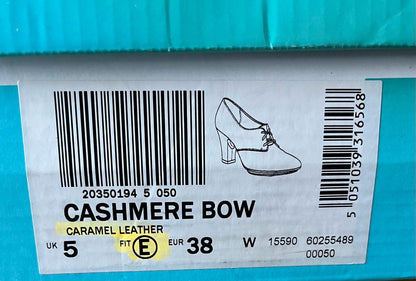 20350194 5 050
5 051039 316568
CASHMERE BOW
CARAMEL LEATHER
UK 5 FIT E EUR 38 W 15590 60255489
00050